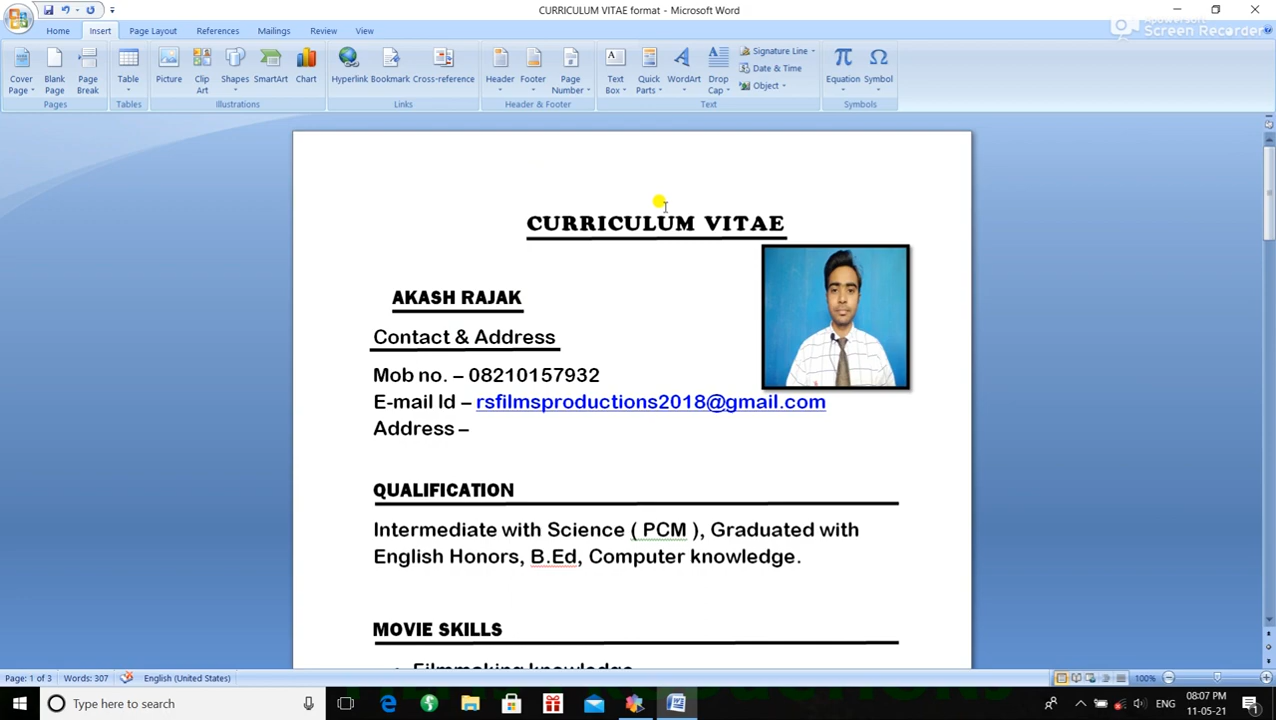 CURRICULUM VITAE format - Microsoft Word
Apowersoft
Screen Recorder
Home Insert Page Layout References Mailings Review View
Cover Page Blank Page Page Break Table Picture Clip Art Shapes SmartArt Chart Hyperlink Bookmark Cross-reference Header Footer Page Number Text Box Quick Parts WordArt Drop Cap Signature Line Date & Time Object Equation Symbol
Pages Tables Illustrations Links Header & Footer Text Symbols
CURRICULUM VITAE
AKASH RAJAK
Contact & Address
Mob no. – 08210157932
E-mail Id – rsfilmsproductions2018@gmail.com
Address –
QUALIFICATION
Intermediate with Science ( PCM ), Graduated with
English Honors, B.Ed, Computer knowledge.
MOVIE SKILLS
Filmmaking knowledge
Page: 1 of 3 Words: 307 English (United States) 100%
Type here to search ENG 08:07 PM
11-05-21